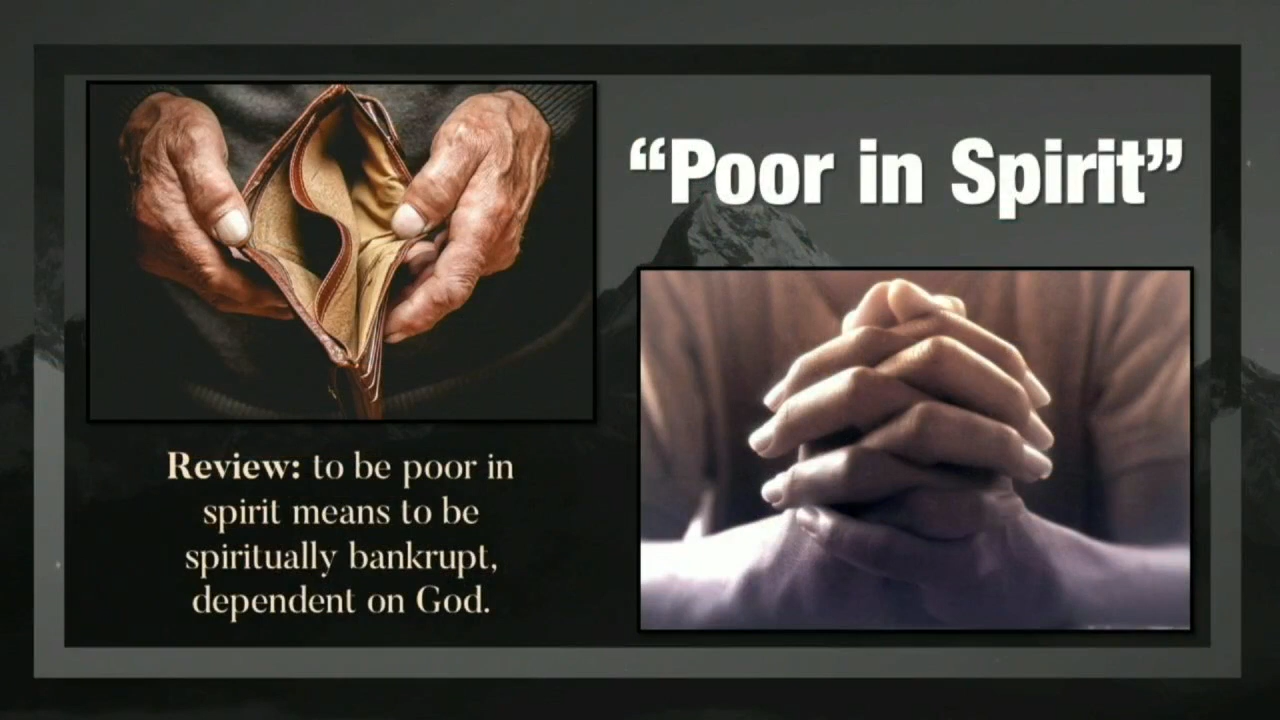 “Poor in Spirit”
Review: to be poor in
spirit means to be
spiritually bankrupt,
dependent on God.